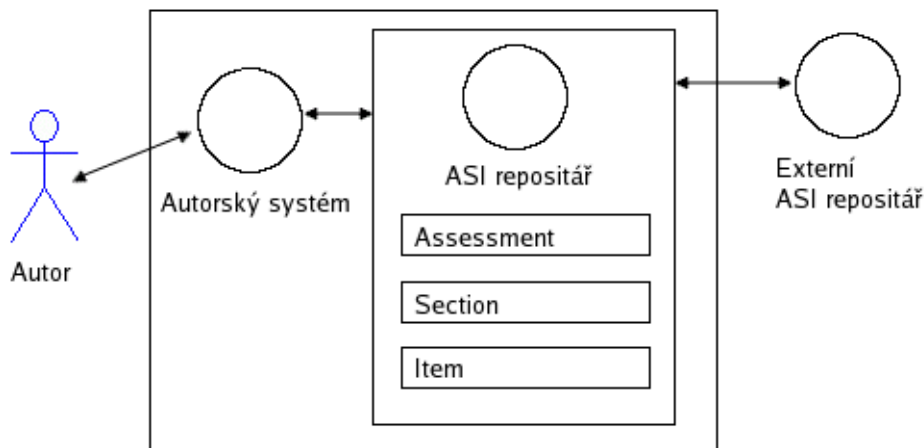 Autor
Autorský systém
ASI repositář
Assessment
Section
Item
Externí
ASI repositář